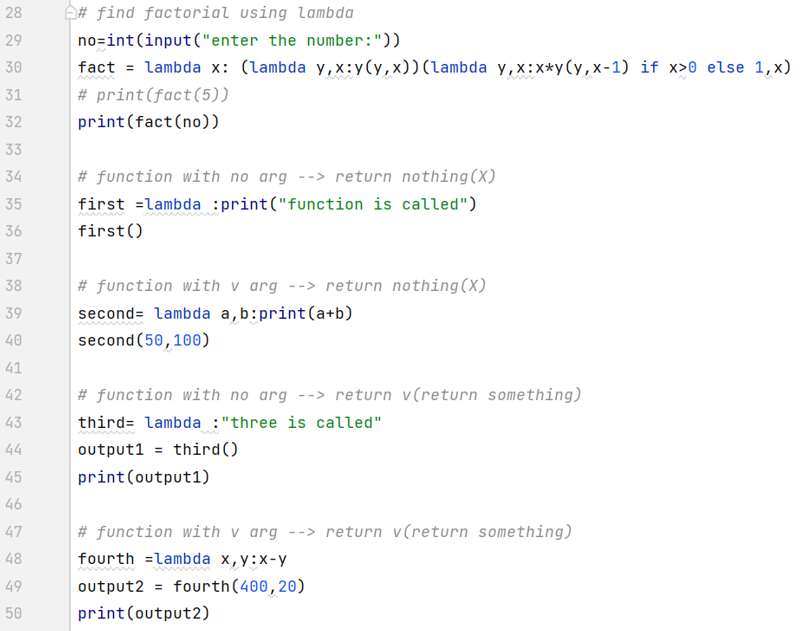 28 # find factorial using lambda
29 no=int(input("enter the number:"))
30 fact = lambda x: (lambda y,x:y(y,x))(lambda y,x:x*y(y,x-1) if x>0 else 1,x)
31 # print(fact(5))
32 print(fact(no))
33
34 # function with no arg --> return nothing(X)
35 first =lambda :print("function is called")
36 first()
37
38 # function with v arg --> return nothing(X)
39 second= lambda a,b:print(a+b)
40 second(50,100)
41
42 # function with no arg --> return v(return something)
43 third= lambda :"three is called"
44 output1 = third()
45 print(output1)
46
47 # function with v arg --> return v(return something)
48 fourth =lambda x,y:x-y
49 output2 = fourth(400,20)
50 print(output2)